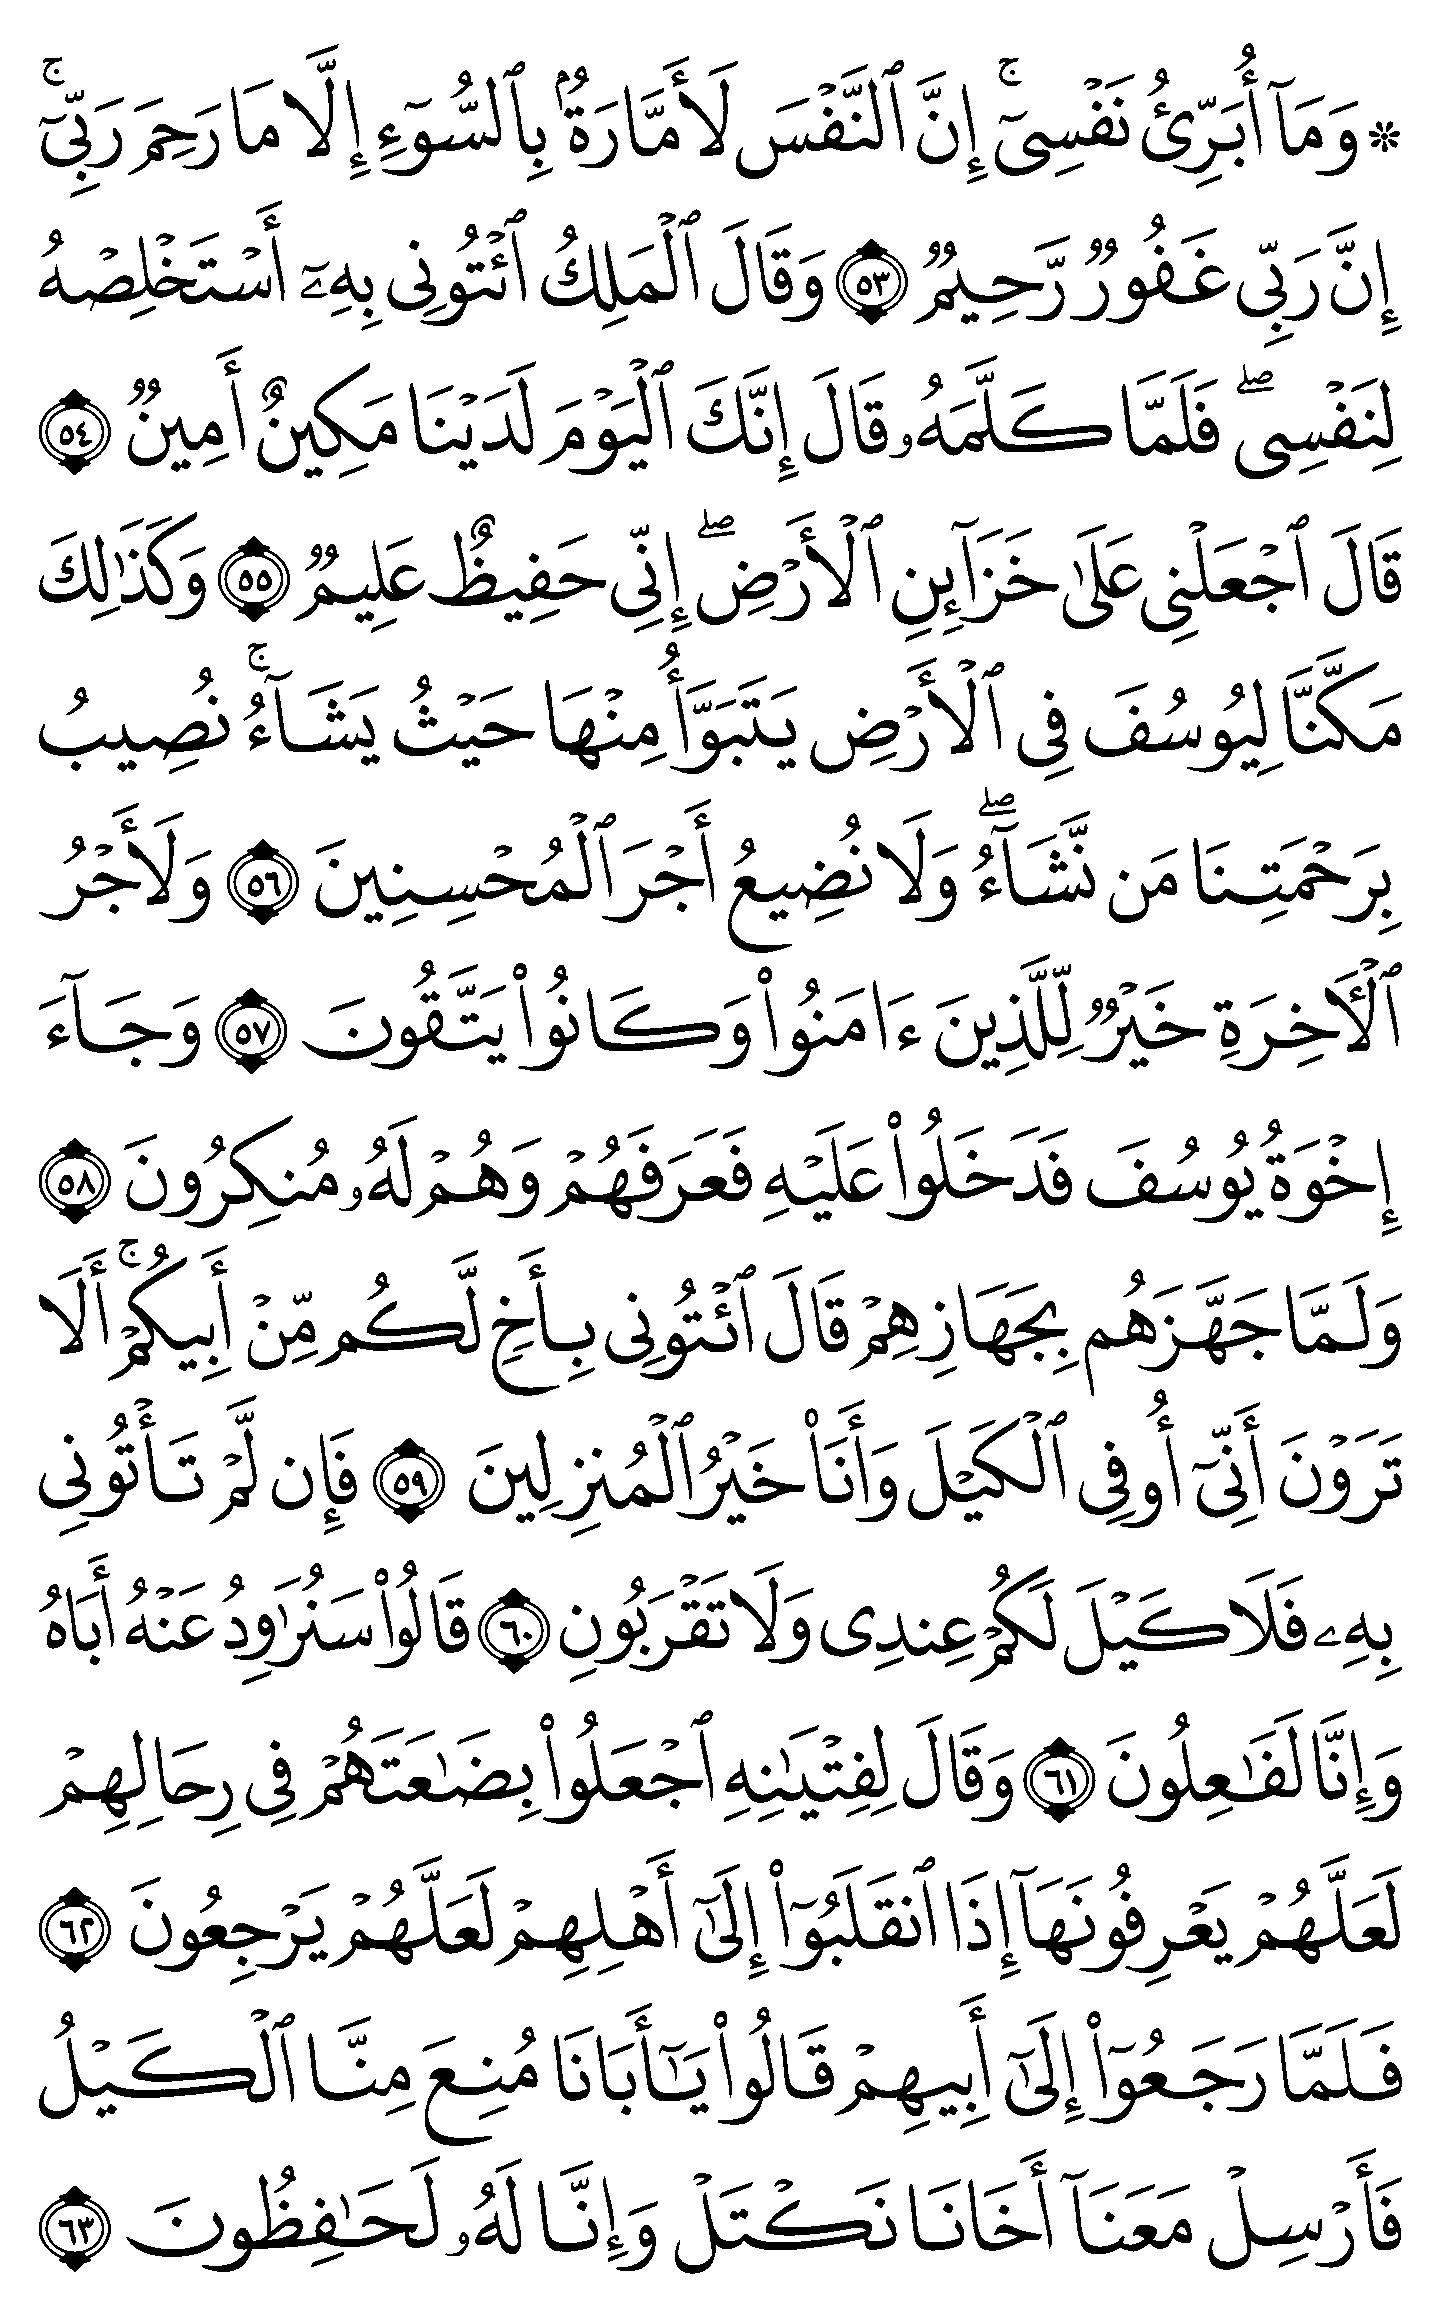 ۞ وَمَآ أُبَرِّئُ نَفْسِىٓ ۚ إِنَّ ٱلنَّفْسَ لَأَمَّارَةٌۢ بِٱلسُّوٓءِ إِلَّا مَا رَحِمَ رَبِّىٓ ۚ
إِنَّ رَبِّى غَفُورٌ رَّحِيمٌ ٥٣ وَقَالَ ٱلْمَلِكُ ٱئْتُونِى بِهِۦٓ أَسْتَخْلِصْهُ
لِنَفْسِى ۖ فَلَمَّا كَلَّمَهُۥ قَالَ إِنَّكَ ٱلْيَوْمَ لَدَيْنَا مَكِينٌ أَمِينٌ ٥٤
قَالَ ٱجْعَلْنِى عَلَىٰ خَزَآئِنِ ٱلْأَرْضِ ۖ إِنِّى حَفِيظٌ عَلِيمٌ ٥٥ وَكَذَٰلِكَ
مَكَّنَّا لِيُوسُفَ فِى ٱلْأَرْضِ يَتَبَوَّأُ مِنْهَا حَيْثُ يَشَآءُ ۚ نُصِيبُ
بِرَحْمَتِنَا مَن نَّشَآءُ ۖ وَلَا نُضِيعُ أَجْرَ ٱلْمُحْسِنِينَ ٥٦ وَلَأَجْرُ
ٱلْـَٔاخِرَةِ خَيْرٌ لِّلَّذِينَ ءَامَنُوا۟ وَكَانُوا۟ يَتَّقُونَ ٥٧ وَجَآءَ
إِخْوَةُ يُوسُفَ فَدَخَلُوا۟ عَلَيْهِ فَعَرَفَهُمْ وَهُمْ لَهُۥ مُنكِرُونَ ٥٨
وَلَمَّا جَهَّزَهُم بِجَهَازِهِمْ قَالَ ٱئْتُونِى بِأَخٍ لَّكُم مِّنْ أَبِيكُمْ ۚ أَلَا
تَرَوْنَ أَنِّىٓ أُوفِى ٱلْكَيْلَ وَأَنَا۠ خَيْرُ ٱلْمُنزِلِينَ ٥٩ فَإِن لَّمْ تَأْتُونِى
بِهِۦ فَلَا كَيْلَ لَكُمْ عِندِى وَلَا تَقْرَبُونِ ٦٠ قَالُوا۟ سَنُرَٰوِدُ عَنْهُ أَبَاهُ
وَإِنَّا لَفَـٰعِلُونَ ٦١ وَقَالَ لِفِتْيَـٰنِهِ ٱجْعَلُوا۟ بِضَـٰعَتَهُمْ فِى رِحَالِهِمْ
لَعَلَّهُمْ يَعْرِفُونَهَآ إِذَا ٱنقَلَبُوٓا۟ إِلَىٰٓ أَهْلِهِمْ لَعَلَّهُمْ يَرْجِعُونَ ٦٢
فَلَمَّا رَجَعُوٓا۟ إِلَىٰٓ أَبِيهِمْ قَالُوا۟ يَـٰٓأَبَانَا مُنِعَ مِنَّا ٱلْكَيْلُ
فَأَرْسِلْ مَعَنَآ أَخَانَا نَكْتَلْ وَإِنَّا لَهُۥ لَحَـٰفِظُونَ ٦٣